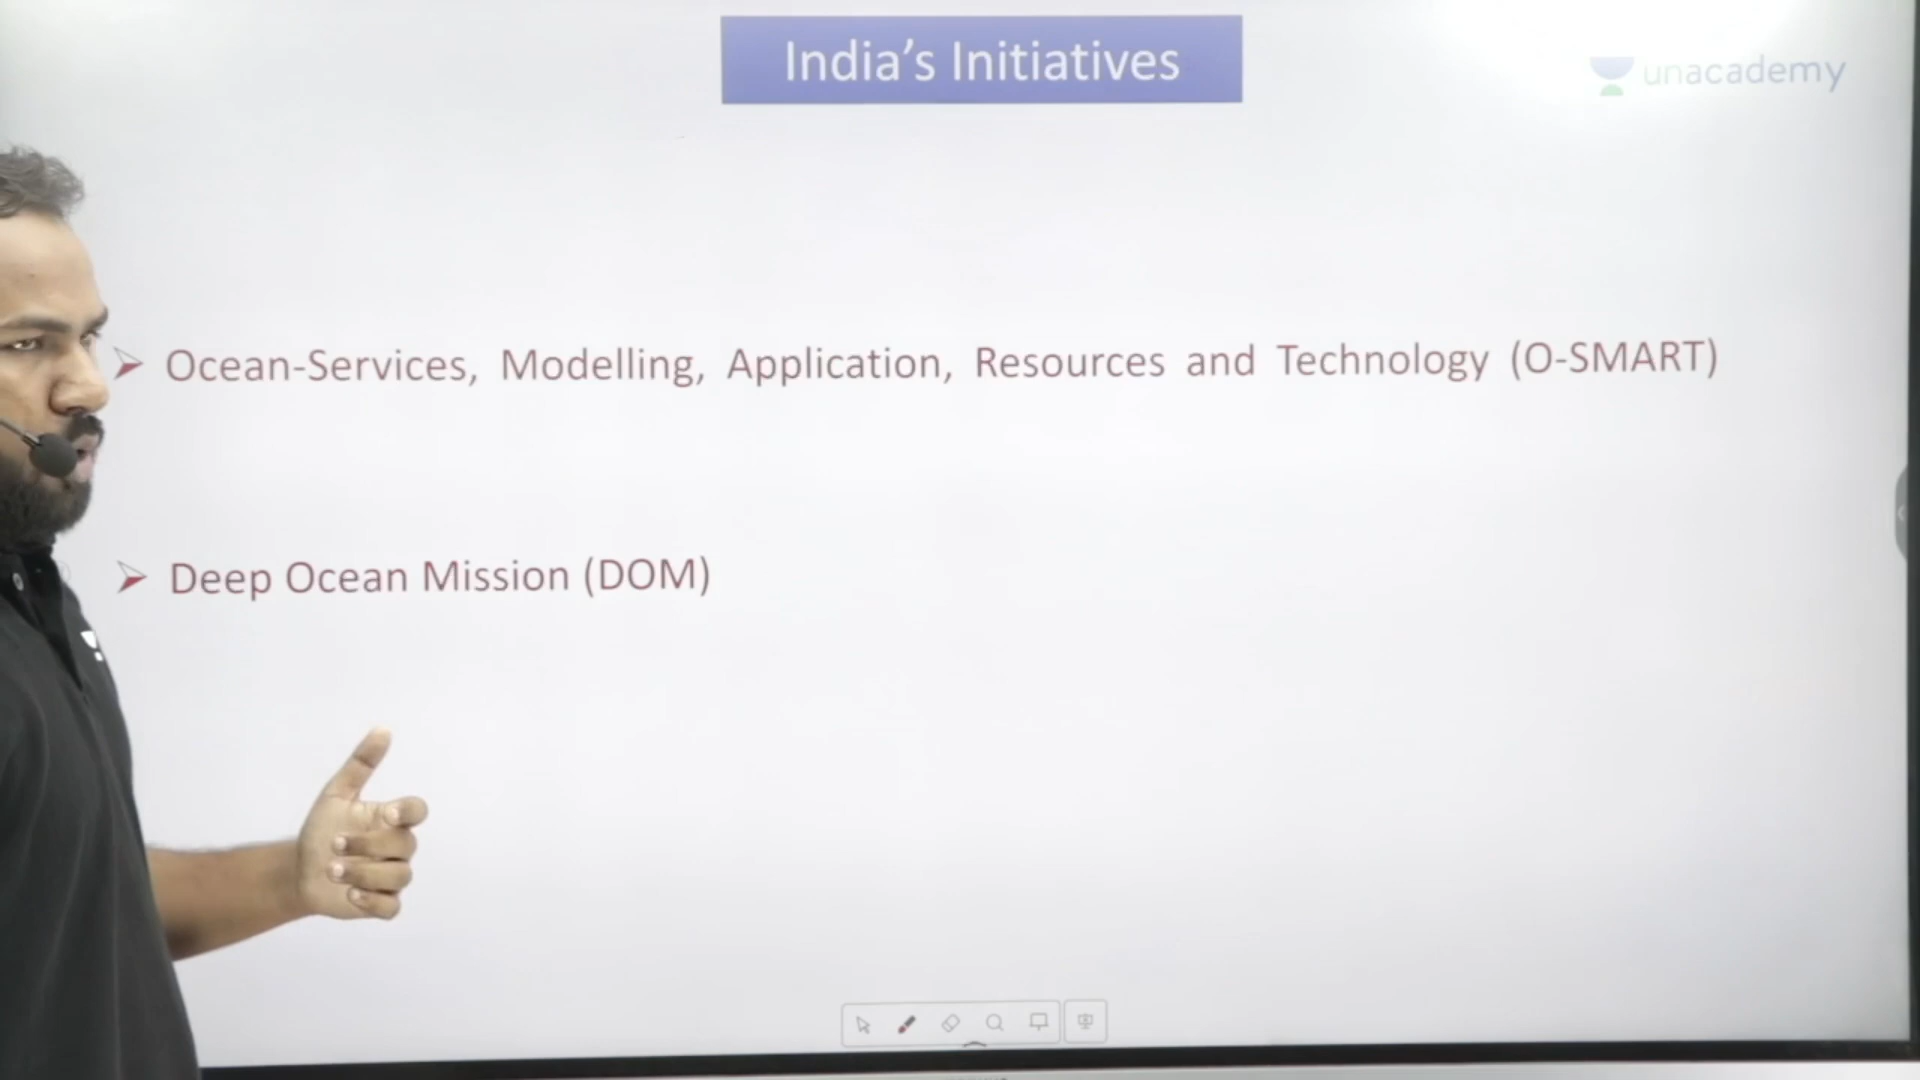 India's Initiatives
unacademy
Ocean-Services, Modelling, Application, Resources and Technology (O-SMART)
Deep Ocean Mission (DOM)